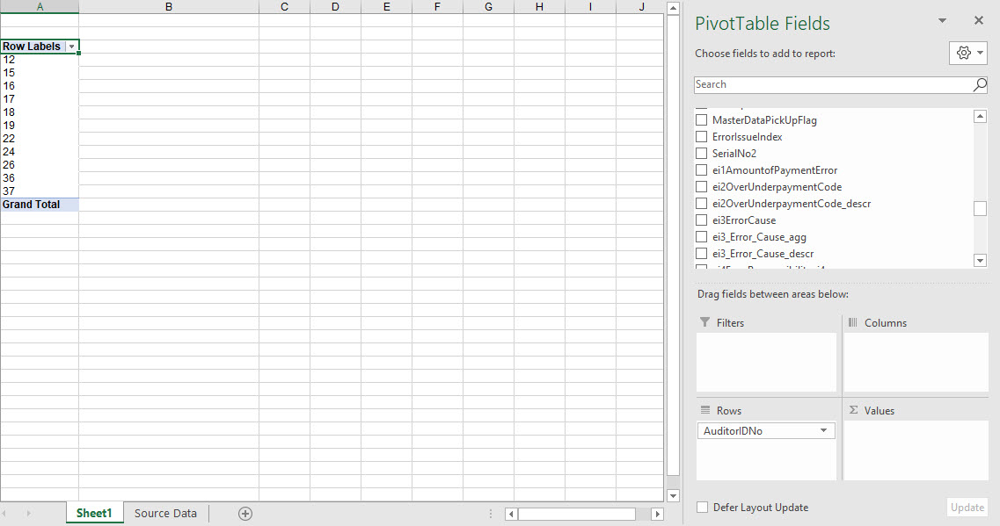 A B C D E F G H I J
Row Labels
12
15
16
17
18
19
22
24
26
36
37
Grand Total
Sheet1 Source Data
PivotTable Fields
Choose fields to add to report:
Search
MasterDataPickUpFlag
ErrorIssueIndex
SerialNo2
ei1AmountofPaymentError
ei2OverUnderpaymentCode
ei2OverUnderpaymentCode_descr
ei3ErrorCause
ei3_Error_Cause_agg
ei3_Error_Cause_descr
Drag fields between areas below:
Filters
Columns
Rows
Σ Values
AuditorIDNo
Defer Layout Update
Update